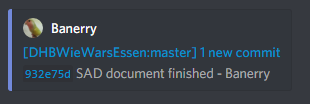 Banerry
[DHBWieWarsEssen:master] 1 new commit
932e75d SAD document finished - Banerry